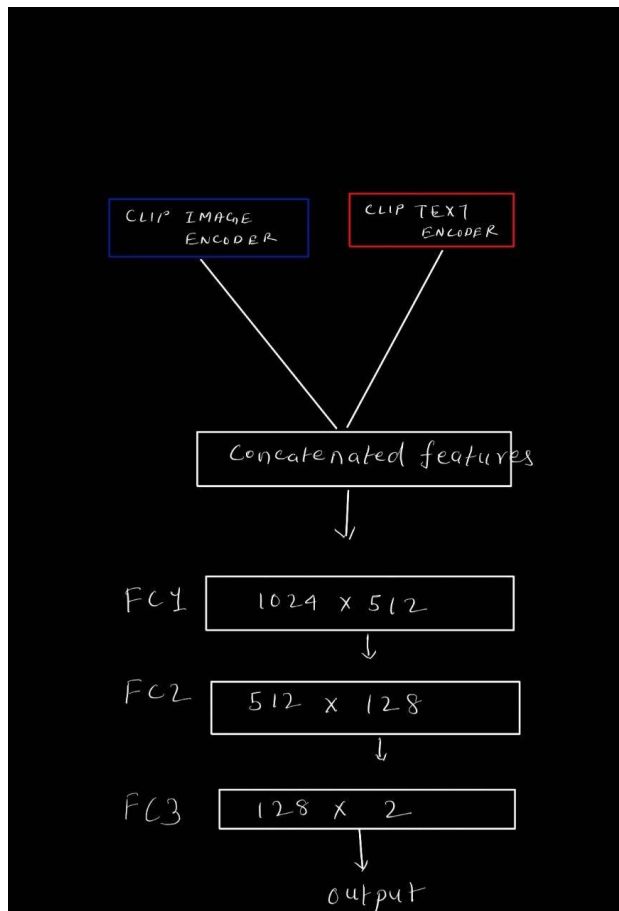 CLIP IMAGE
ENCODER
CLIP TEXT
ENCODER
Concatenated features
FC1 1024 x 512
FC2 512 x 128
FC3 128 x 2
output